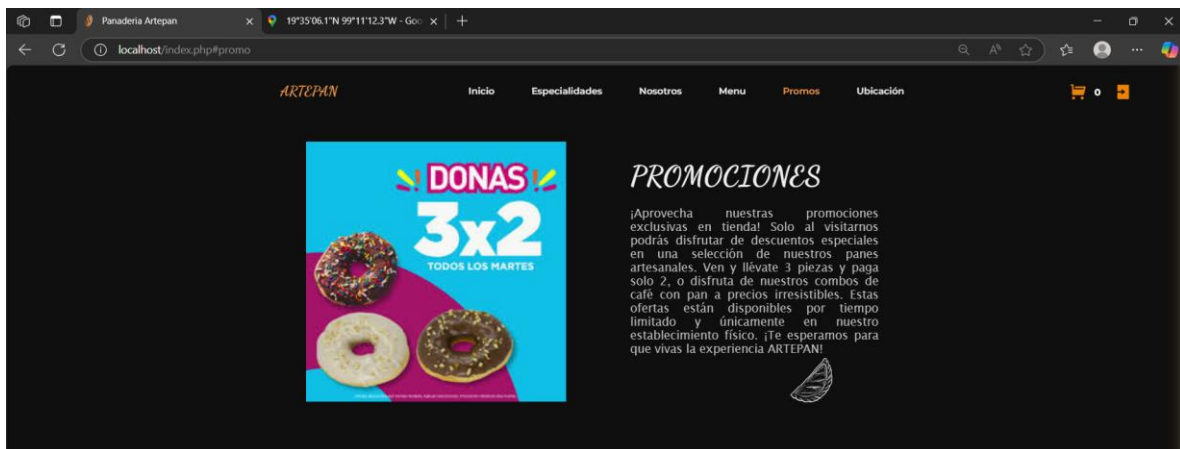 Panaderia Artepan
19°35'06.1"N 99°11'12.3"W - Goo
localhost/index.php#promo
ARTEPAN
Inicio Especialidades Nosotros Menu Promos Ubicación
0
¡DONAS!
3x2
TODOS LOS MARTES
PROMOCIONES
¡Aprovecha nuestras promociones
exclusivas en tienda! Solo al visitarnos
podrás disfrutar de descuentos especiales
en una selección de nuestros panes
artesanales. Ven y llévate 3 piezas y paga
solo 2, o disfruta de nuestros combos de
café con pan a precios irresistibles. Estas
ofertas están disponibles por tiempo
limitado y únicamente en nuestro
establecimiento físico. ¡Te esperamos para
que vivas la experiencia ARTEPAN!